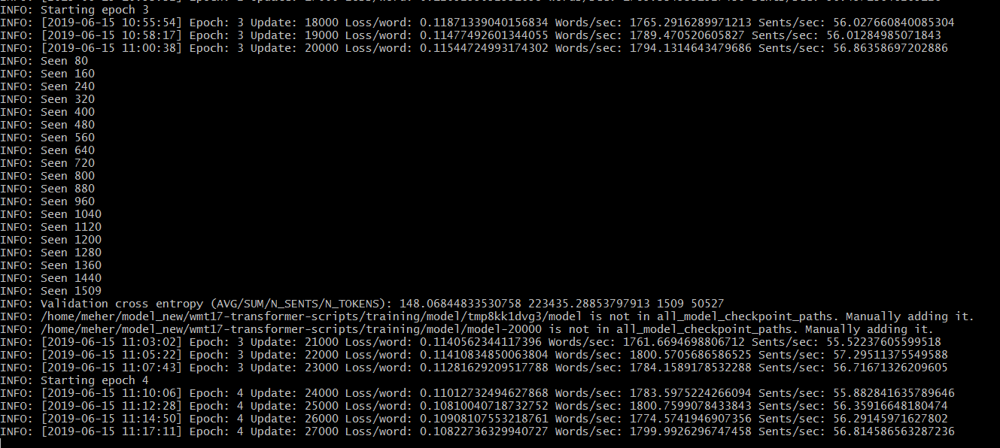 INFO: Starting epoch 3
INFO: [2019-06-15 10:55:54] Epoch: 3 Update: 18000 Loss/word: 0.11871339040156834 Words/sec: 1765.2916289971213 Sents/sec: 56.027660840085304
INFO: [2019-06-15 10:58:17] Epoch: 3 Update: 19000 Loss/word: 0.11477492601344055 Words/sec: 1789.470520605827 Sents/sec: 56.01284985071843
INFO: [2019-06-15 11:00:38] Epoch: 3 Update: 20000 Loss/word: 0.11544724993174302 Words/sec: 1794.1314643479686 Sents/sec: 56.86358697202886
INFO: Seen 80
INFO: Seen 160
INFO: Seen 240
INFO: Seen 320
INFO: Seen 400
INFO: Seen 480
INFO: Seen 560
INFO: Seen 640
INFO: Seen 720
INFO: Seen 800
INFO: Seen 880
INFO: Seen 960
INFO: Seen 1040
INFO: Seen 1120
INFO: Seen 1200
INFO: Seen 1280
INFO: Seen 1360
INFO: Seen 1440
INFO: Seen 1509
INFO: Validation cross entropy (AVG/SUM/N_SENTS/N_TOKENS): 148.06844833530758 223435.28853797913 1509 50527
INFO: /home/meher/model_new/wmt17-transformer-scripts/training/model/tmp8kk1dvg3/model is not in all_model_checkpoint_paths. Manually adding it.
INFO: /home/meher/model_new/wmt17-transformer-scripts/training/model/model-20000 is not in all_model_checkpoint_paths. Manually adding it.
INFO: [2019-06-15 11:03:02] Epoch: 3 Update: 21000 Loss/word: 0.1140562344117396 Words/sec: 1761.6694698806712 Sents/sec: 55.52237605599518
INFO: [2019-06-15 11:05:22] Epoch: 3 Update: 22000 Loss/word: 0.11410834850063804 Words/sec: 1800.5705686586525 Sents/sec: 57.29511375549588
INFO: [2019-06-15 11:07:43] Epoch: 3 Update: 23000 Loss/word: 0.11281629209517788 Words/sec: 1784.1589178532288 Sents/sec: 56.71671326209605
INFO: Starting epoch 4
INFO: [2019-06-15 11:10:06] Epoch: 4 Update: 24000 Loss/word: 0.11012732494627868 Words/sec: 1783.5975224266094 Sents/sec: 55.882841635789646
INFO: [2019-06-15 11:12:28] Epoch: 4 Update: 25000 Loss/word: 0.10810040718732752 Words/sec: 1800.7599078433843 Sents/sec: 56.35916648180474
INFO: [2019-06-15 11:14:50] Epoch: 4 Update: 26000 Loss/word: 0.10908107553218761 Words/sec: 1774.5741946907356 Sents/sec: 56.29145971627802
INFO: [2019-06-15 11:17:11] Epoch: 4 Update: 27000 Loss/word: 0.10822736329940727 Words/sec: 1799.9926296747458 Sents/sec: 56.814586563287236